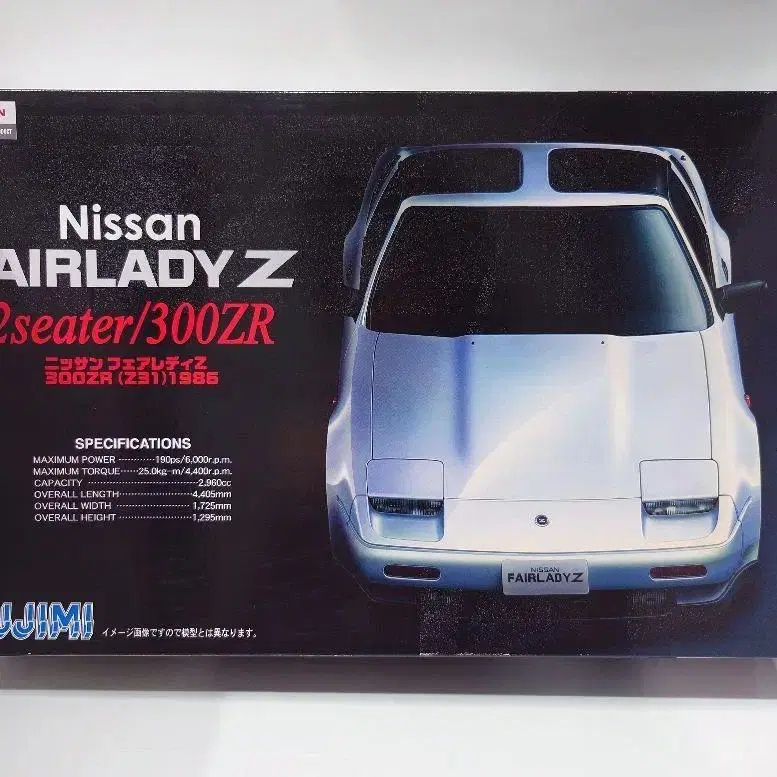 Nissan
AIRLADY Z
2seater/300ZR
ニッサン フェアレディZ
300ZR (Z31) 1986
SPECIFICATIONS
MAXIMUM POWER ············190ps/6,000r.p.m.
MAXIMUM TORQUE······25.0kg-m/4,400r.p.m.
CAPACITY ·····································2,960cc
OVERALL LENGTH···························4,405mm
OVERALL WIDTH ····························1,725mm
OVERALL HEIGHT····························1,295mm
NISSAN
FAIRLADY Z
UJIMI
イメージ画像ですので模型とは異なります。